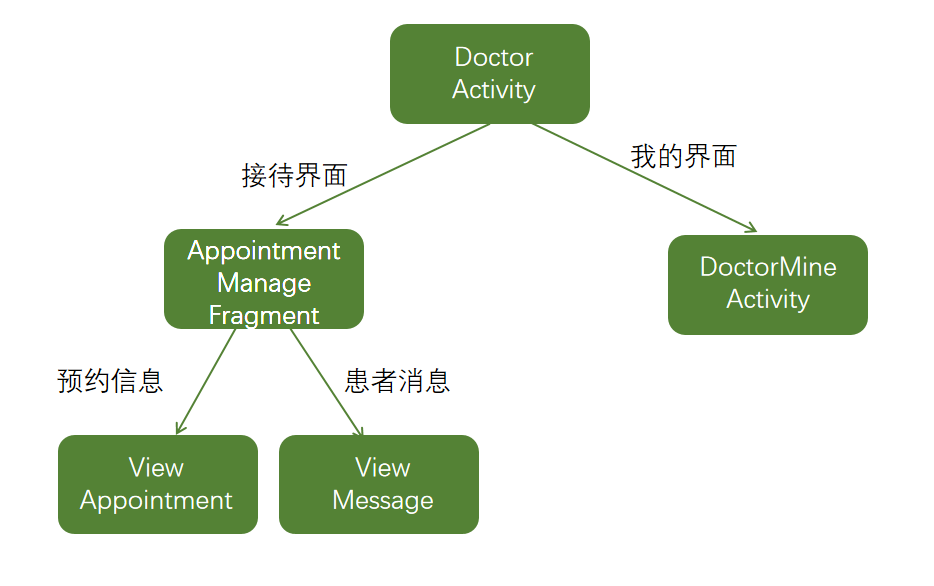 Doctor
Activity
接待界面
我的界面
Appointment
Manage
Fragment
DoctorMine
Activity
预约信息
患者消息
View
Appointment
View
Message